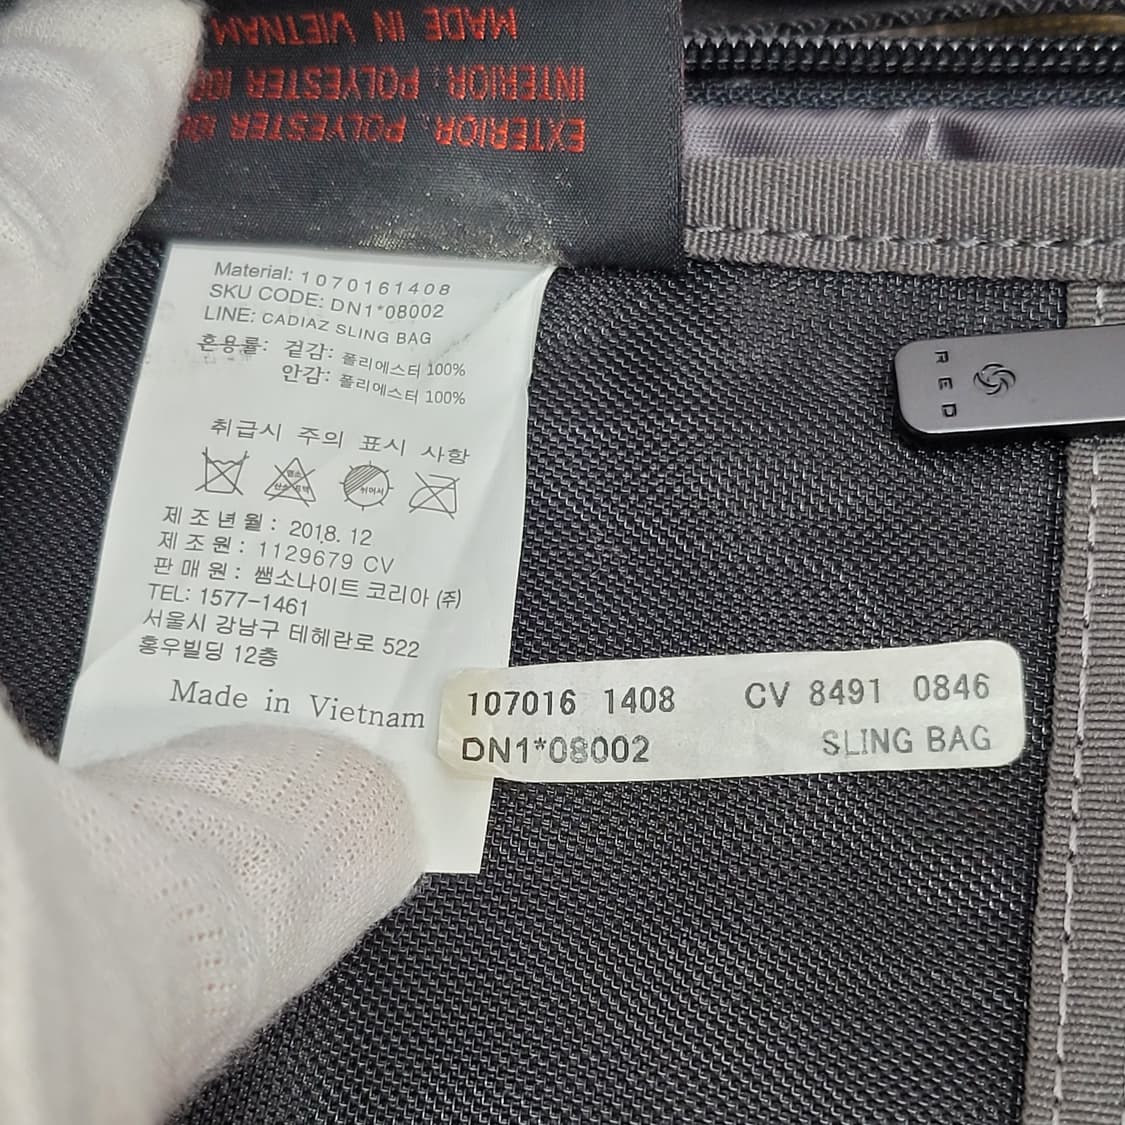 MADE IN VIETNAM
INTERIOR: POLYESTER
EXTERIOR: POLYESTER
Material: 1070161408
SKU CODE: DN1*08002
LINE: CADIAZ SLING BAG
혼용률: 겉감: 폴리에스터 100%
안감: 폴리에스터 100%
취급시 주의 표시 사항
제조년월: 2018. 12
제조원: 1129679 CV
판매원: 쌤소나이트 코리아 (주)
TEL: 1577-1461
서울시 강남구 테헤란로 522
홍우빌딩 12층
Made in Vietnam
107016 1408 CV 8491 0846
DN1*08002 SLING BAG
RED